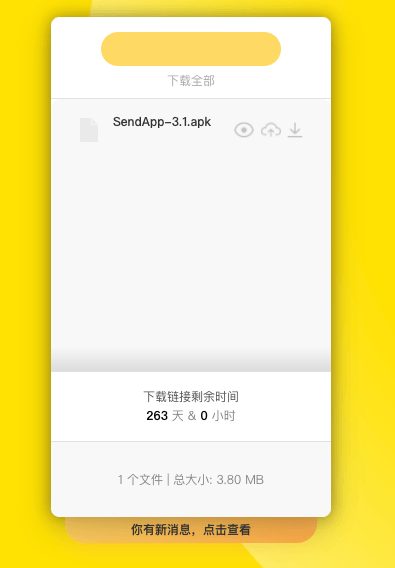 下载全部
SendApp-3.1.apk
下载链接剩余时间
263 天 & 0 小时
1 个文件 | 总大小: 3.80 MB
你有新消息，点击查看